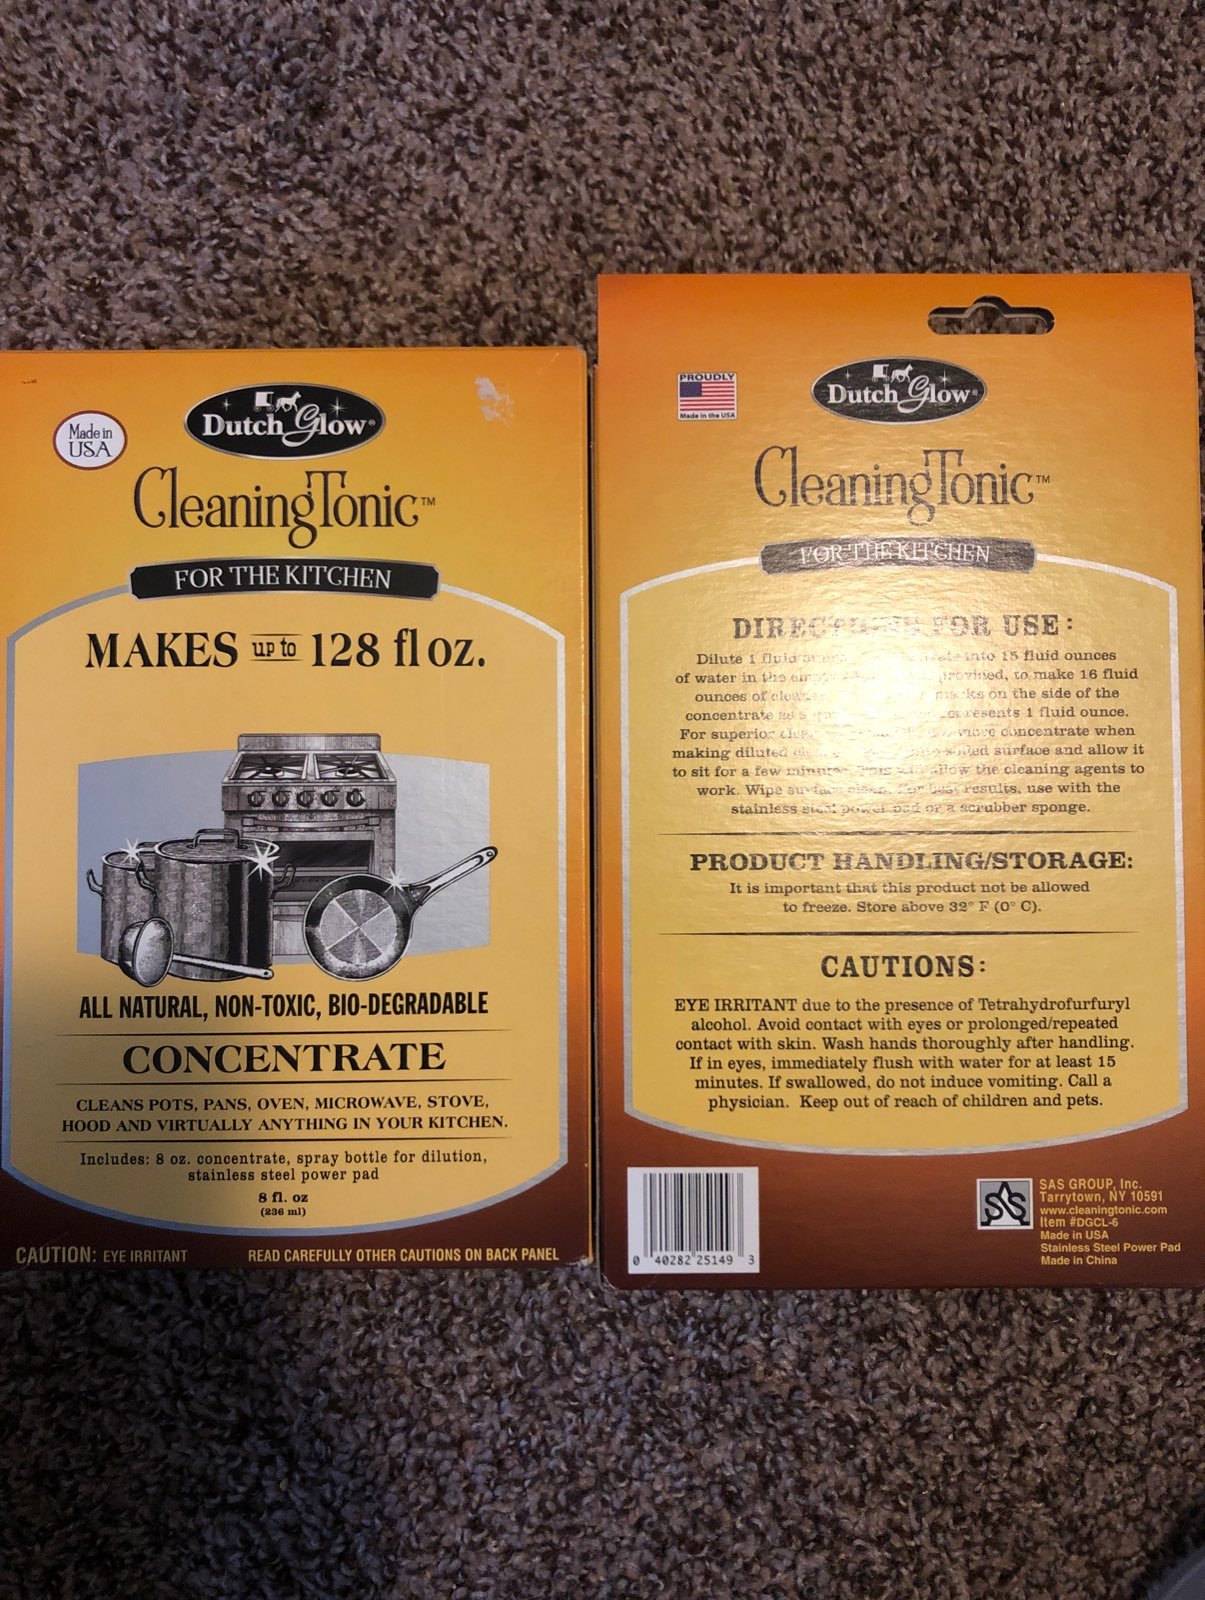 Made in
USA
Dutch Glow®
CleaningTonic™
FOR THE KITCHEN
MAKES up to 128 fl oz.
ALL NATURAL, NON-TOXIC, BIO-DEGRADABLE
CONCENTRATE
CLEANS POTS, PANS, OVEN, MICROWAVE, STOVE,
HOOD AND VIRTUALLY ANYTHING IN YOUR KITCHEN.
Includes: 8 oz. concentrate, spray bottle for dilution,
stainless steel power pad
8 fl. oz
(236 ml)
CAUTION: EYE IRRITANT
READ CAREFULLY OTHER CAUTIONS ON BACK PANEL
PROUDLY
Made in the USA
Dutch Glow®
CleaningTonic™
FOR THE KITCHEN
DIRECTIONS FOR USE:
Dilute 1 fluid into 15 fluid ounces
of water in the provided, to make 16 fluid
ounces of marks on the side of the
concentrate represents 1 fluid ounce.
For superior more concentrate when
making diluted surface and allow it
to sit for a few minutes. This will allow the cleaning agents to
work. Wipe surface clean. For best results, use with the
stainless steel power pad or a scrubber sponge.
PRODUCT HANDLING/STORAGE:
It is important that this product not be allowed
to freeze. Store above 32° F (0° C).
CAUTIONS:
EYE IRRITANT due to the presence of Tetrahydrofurfuryl
alcohol. Avoid contact with eyes or prolonged/repeated
contact with skin. Wash hands thoroughly after handling.
If in eyes, immediately flush with water for at least 15
minutes. If swallowed, do not induce vomiting. Call a
physician. Keep out of reach of children and pets.
0 40282 25149 3
SAS
SAS GROUP, Inc.
Tarrytown, NY 10591
www.cleaningtonic.com
Item #DGCL-6
Made in USA
Stainless Steel Power Pad
Made in China